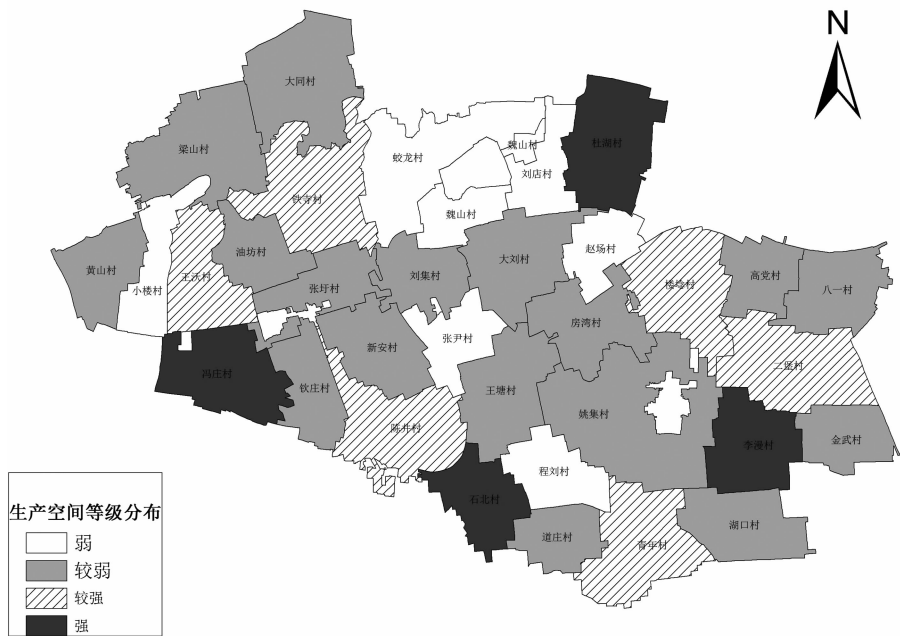 N
大同村
梁山村
蛟龙村
魏山村
杜湖村
刘店村
铁寺村
魏山村
油坊村
赵场村
大刘村
黄山村
小楼村
王沃村
张圩村
刘集村
楼埝村
高党村
八一村
房湾村
新安村
张尹村
二堡村
冯庄村
钦庄村
王塘村
姚集村
陈井村
李漫村
金武村
程刘村
石北村
道庄村
青年村
湖口村
生产空间等级分布
弱
较弱
较强
强